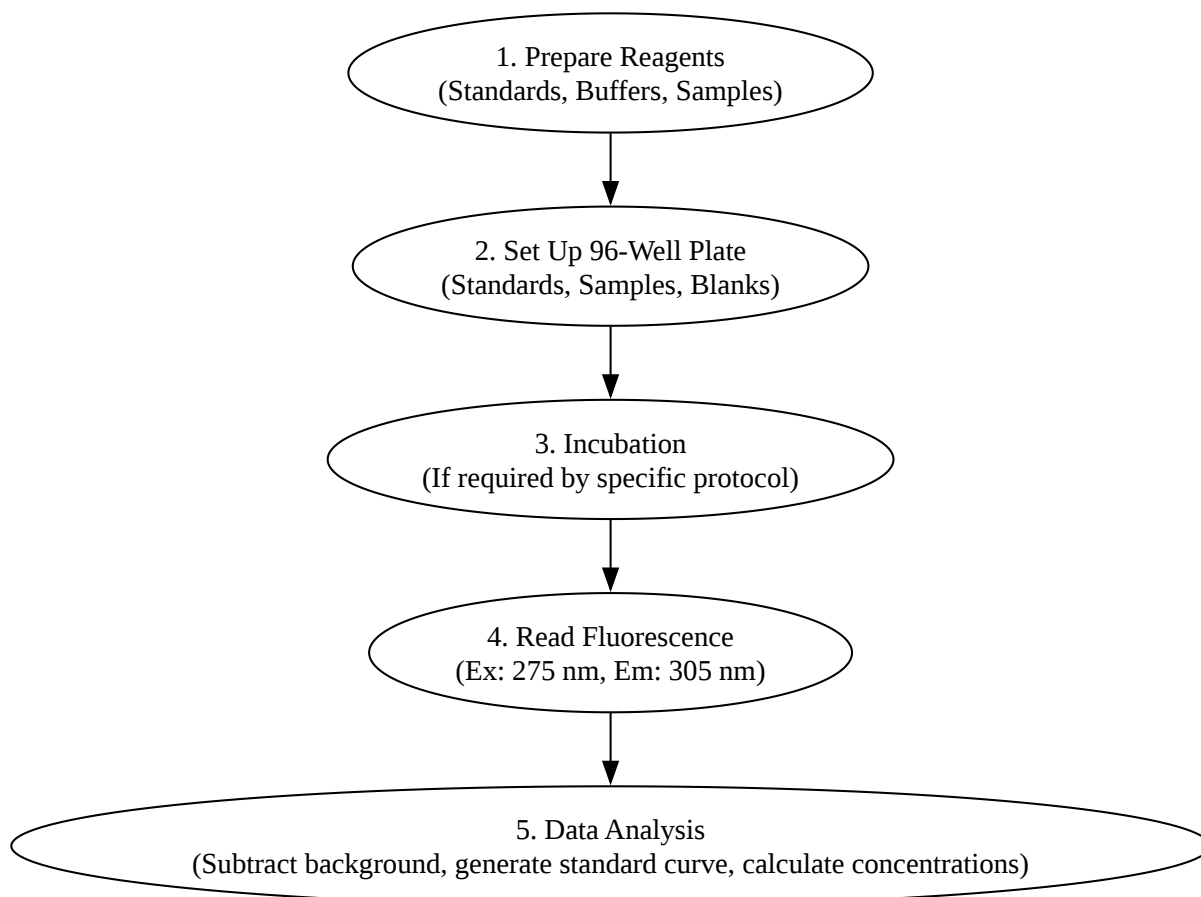 1. Prepare Reagents
(Standards, Buffers, Samples)
2. Set Up 96-Well Plate
(Standards, Samples, Blanks)
3. Incubation
(If required by specific protocol)
4. Read Fluorescence
(Ex: 275 nm, Em: 305 nm)
5. Data Analysis
(Subtract background, generate standard curve, calculate concentrations)